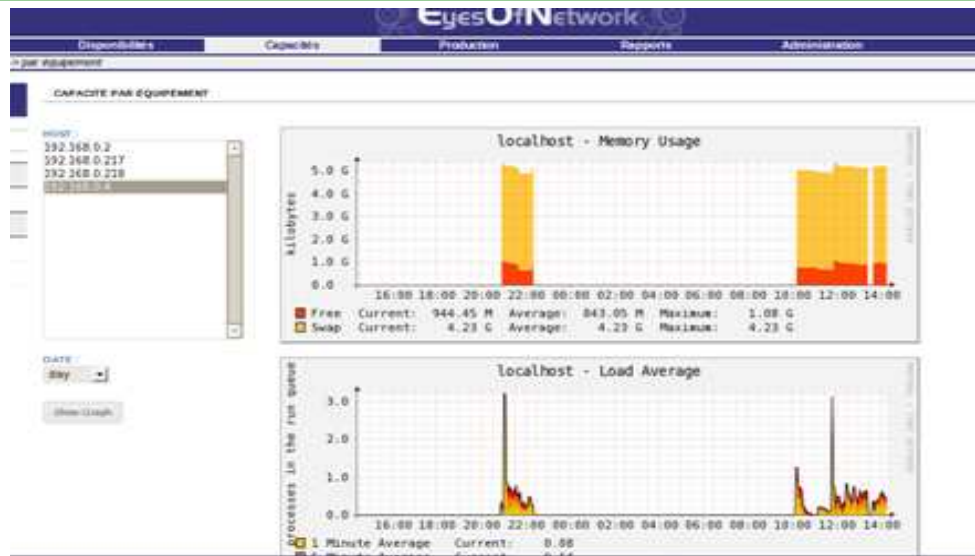 EyesOfNetwork
Disponibilités Capacités Production Rapports Administration
> par équipement
CAPACITE PAR EQUIPEMENT
HOST :
192.168.0.2
192.168.0.217
192.168.0.218
192.168.0.4
DATE :
day
Show Graph
localhost - Memory Usage
kilobytes
5.0 G
4.0 G
3.0 G
2.0 G
1.0 G
0.0
16:00 18:00 20:00 22:00 00:00 02:00 04:00 06:00 08:00 10:00 12:00 14:00
Free Current: 944.45 M Average: 843.05 M Maximum: 1.08 G
Swap Current: 4.23 G Average: 4.23 G Maximum: 4.23 G
localhost - Load Average
processes in the run queue
3.0
2.0
1.0
0.0
16:00 18:00 20:00 22:00 00:00 02:00 04:00 06:00 08:00 10:00 12:00 14:00
1 Minute Average Current: 0.08